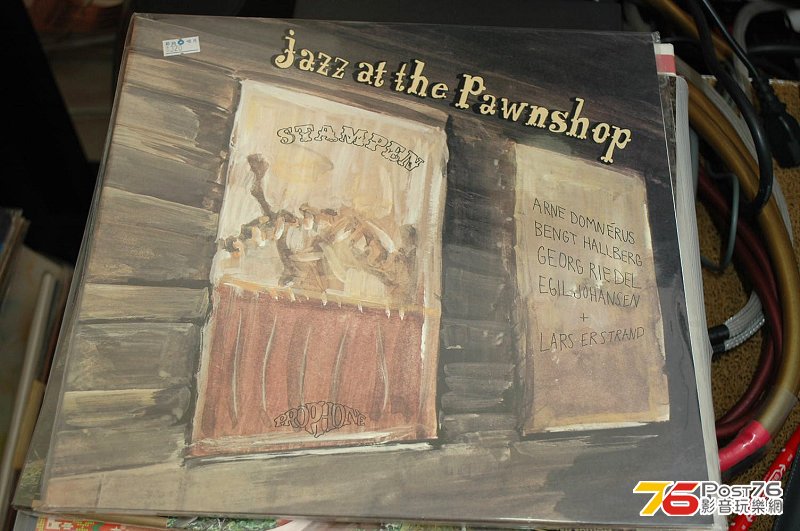 jazz at the Pawnshop
STAMPEN
ARNE DOMNÉRUS
BENGT HALLBERG
GEORG RIEDEL
EGIL JOHANSEN
+
LARS ERSTRAND
PROPHONE
76 Post76
影音玩樂網